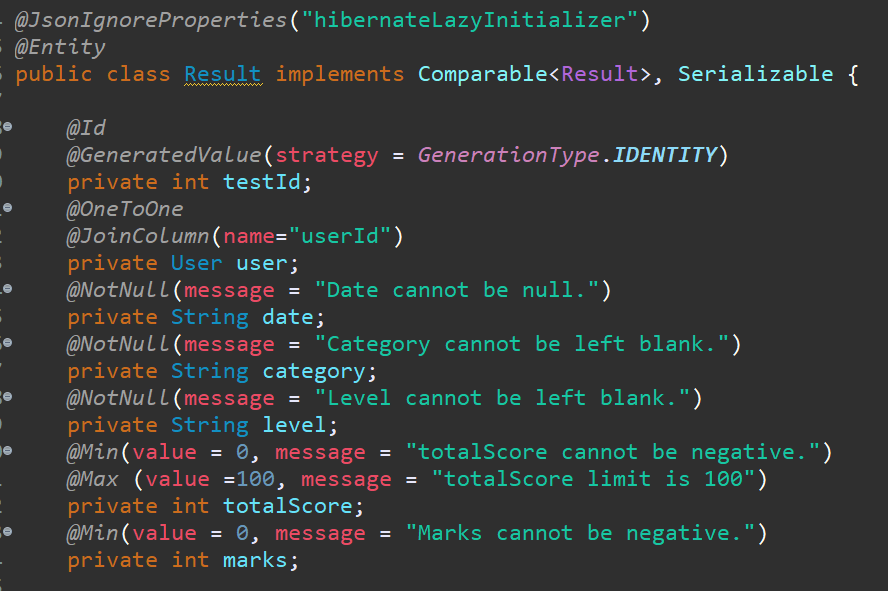 @JsonIgnoreProperties("hibernateLazyInitializer")
@Entity
public class Result implements Comparable<Result>, Serializable {
@Id
@GeneratedValue(strategy = GenerationType.IDENTITY)
private int testId;
@OneToOne
@JoinColumn(name="userId")
private User user;
@NotNull(message = "Date cannot be null.")
private String date;
@NotNull(message = "Category cannot be left blank.")
private String category;
@NotNull(message = "Level cannot be left blank.")
private String level;
@Min(value = 0, message = "totalScore cannot be negative.")
@Max (value =100, message = "totalScore limit is 100")
private int totalScore;
@Min(value = 0, message = "Marks cannot be negative.")
private int marks;